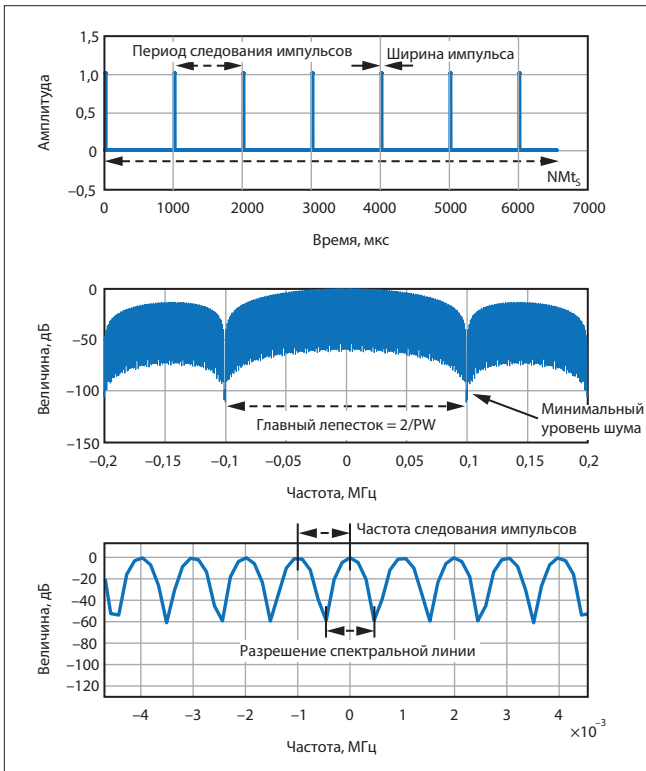 1,5
1,0
0,5
0
–0,5
Амплитуда
Период следования импульсов
Ширина импульса
NMtS
0 1000 2000 3000 4000 5000 6000 7000
Время, мкс
0
–50
–100
–150
Величина, дБ
Главный лепесток = 2/PW
Минимальный
уровень шума
–0,2 –0,15 –0,1 –0,05 0 0,05 0,1 0,15 0,2
Частота, МГц
Частота следования импульсов
0
–20
–40
–60
–80
–100
–120
Величина, дБ
Разрешение спектральной линии
–4 –3 –2 –1 0 1 2 3 4
×10–3
Частота, МГц